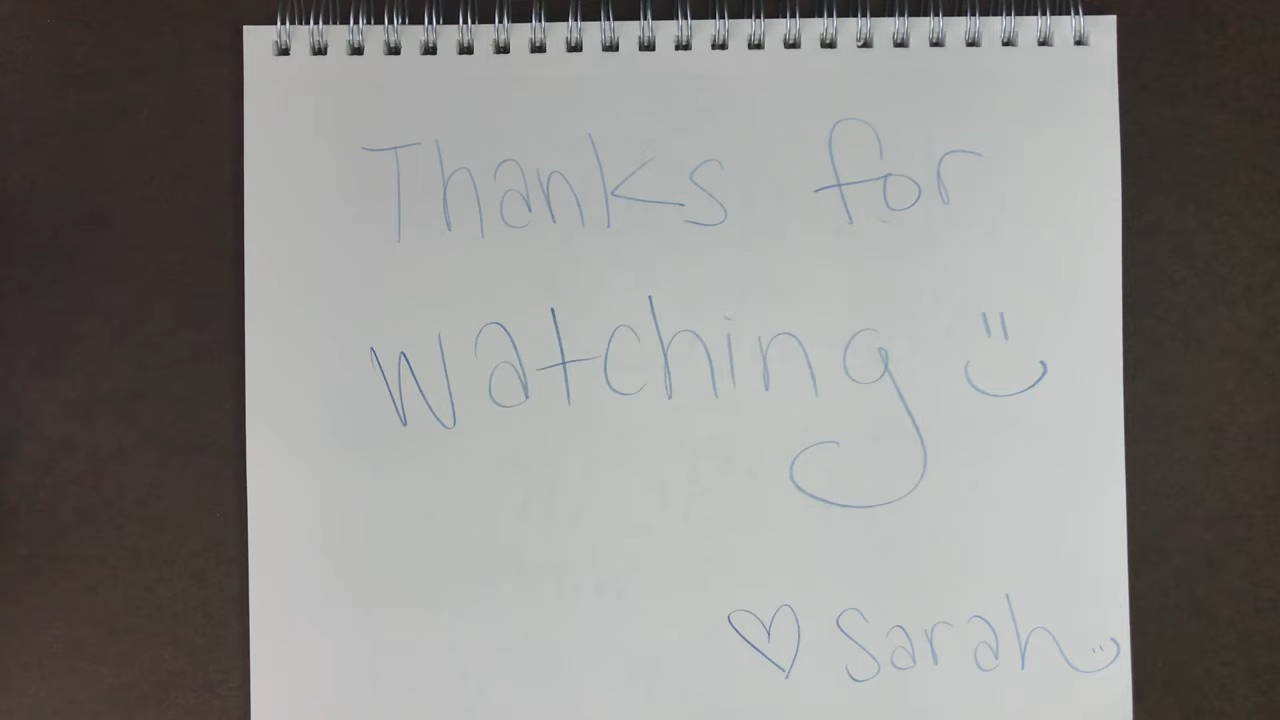 Thanks for
Watching :)
♡ Sarah :)